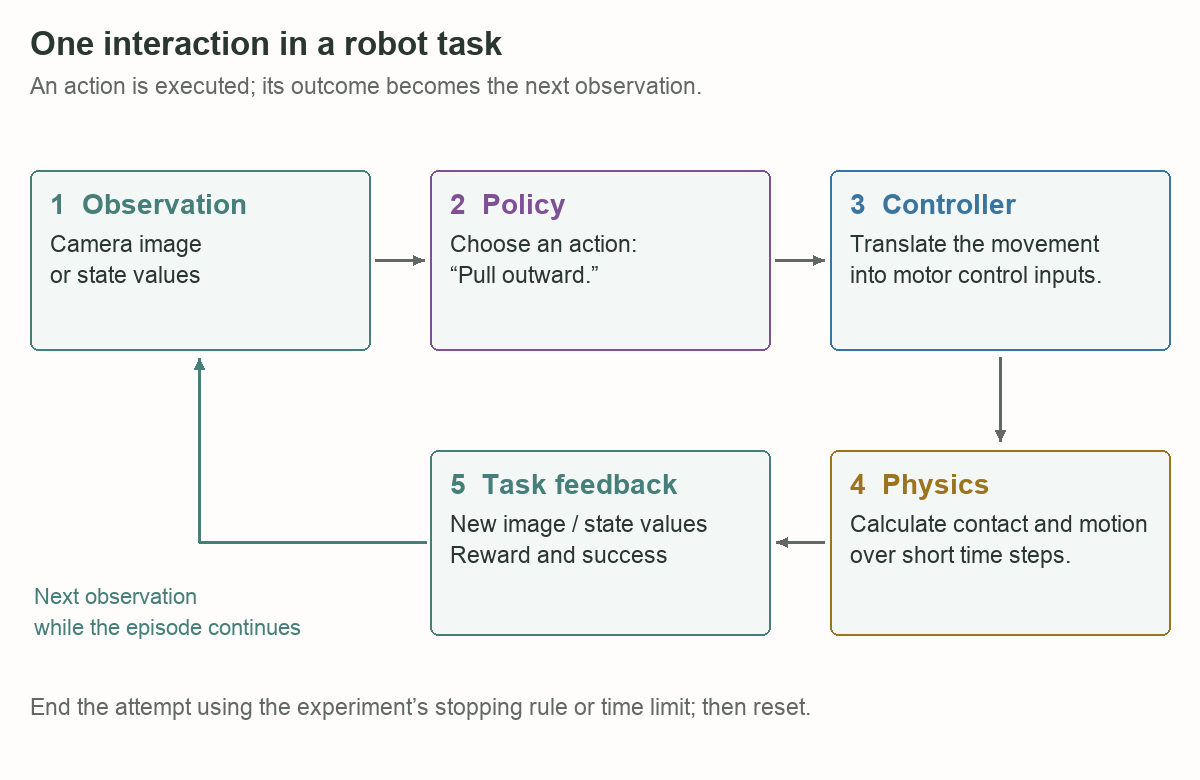 One interaction in a robot task
An action is executed; its outcome becomes the next observation.
1 Observation
Camera image
or state values
2 Policy
Choose an action:
“Pull outward.”
3 Controller
Translate the movement
into motor control inputs.
4 Physics
Calculate contact and motion
over short time steps.
5 Task feedback
New image / state values
Reward and success
Next observation
while the episode continues
End the attempt using the experiment’s stopping rule or time limit; then reset.